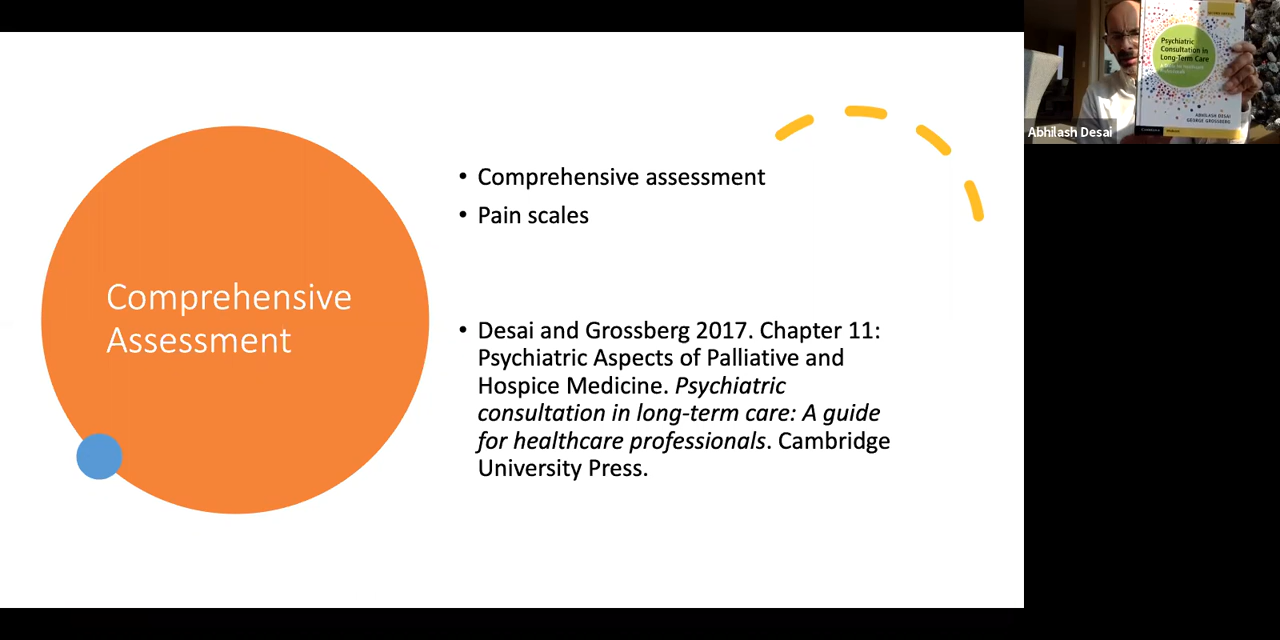 Comprehensive
Assessment
• Comprehensive assessment
• Pain scales
• Desai and Grossberg 2017. Chapter 11:
Psychiatric Aspects of Palliative and
Hospice Medicine. Psychiatric
consultation in long-term care: A guide
for healthcare professionals. Cambridge
University Press.
Psychiatric
Consultation in
Long-Term Care
ABHILASH DESAI
GEORGE GROSSBERG
Abhilash Desai